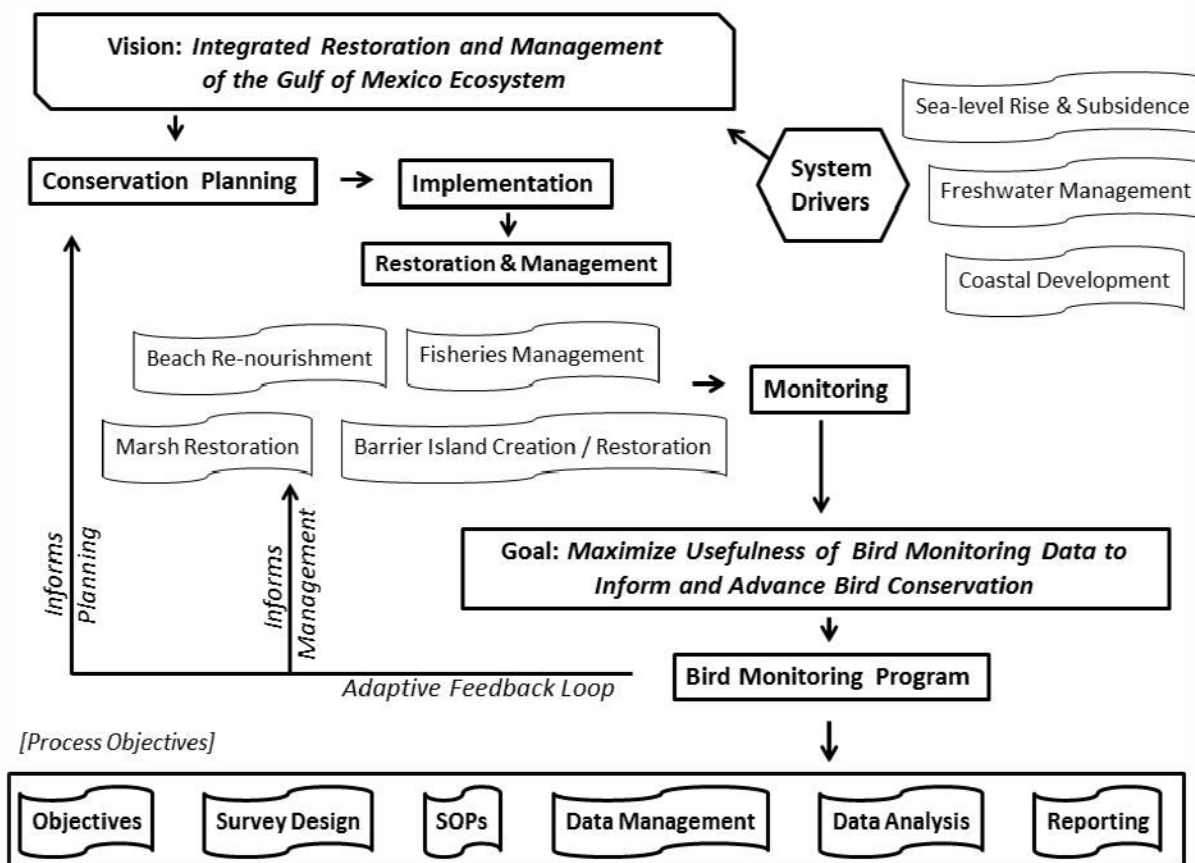 Vision: Integrated Restoration and Management
of the Gulf of Mexico Ecosystem
Sea-level Rise & Subsidence
System
Drivers
Conservation Planning
Implementation
Freshwater Management
Restoration & Management
Coastal Development
Beach Re-nourishment
Fisheries Management
Monitoring
Marsh Restoration
Barrier Island Creation / Restoration
Informs
Planning
Informs
Management
Goal: Maximize Usefulness of Bird Monitoring Data to
Inform and Advance Bird Conservation
Adaptive Feedback Loop
Bird Monitoring Program
[Process Objectives]
Objectives
Survey Design
SOPs
Data Management
Data Analysis
Reporting